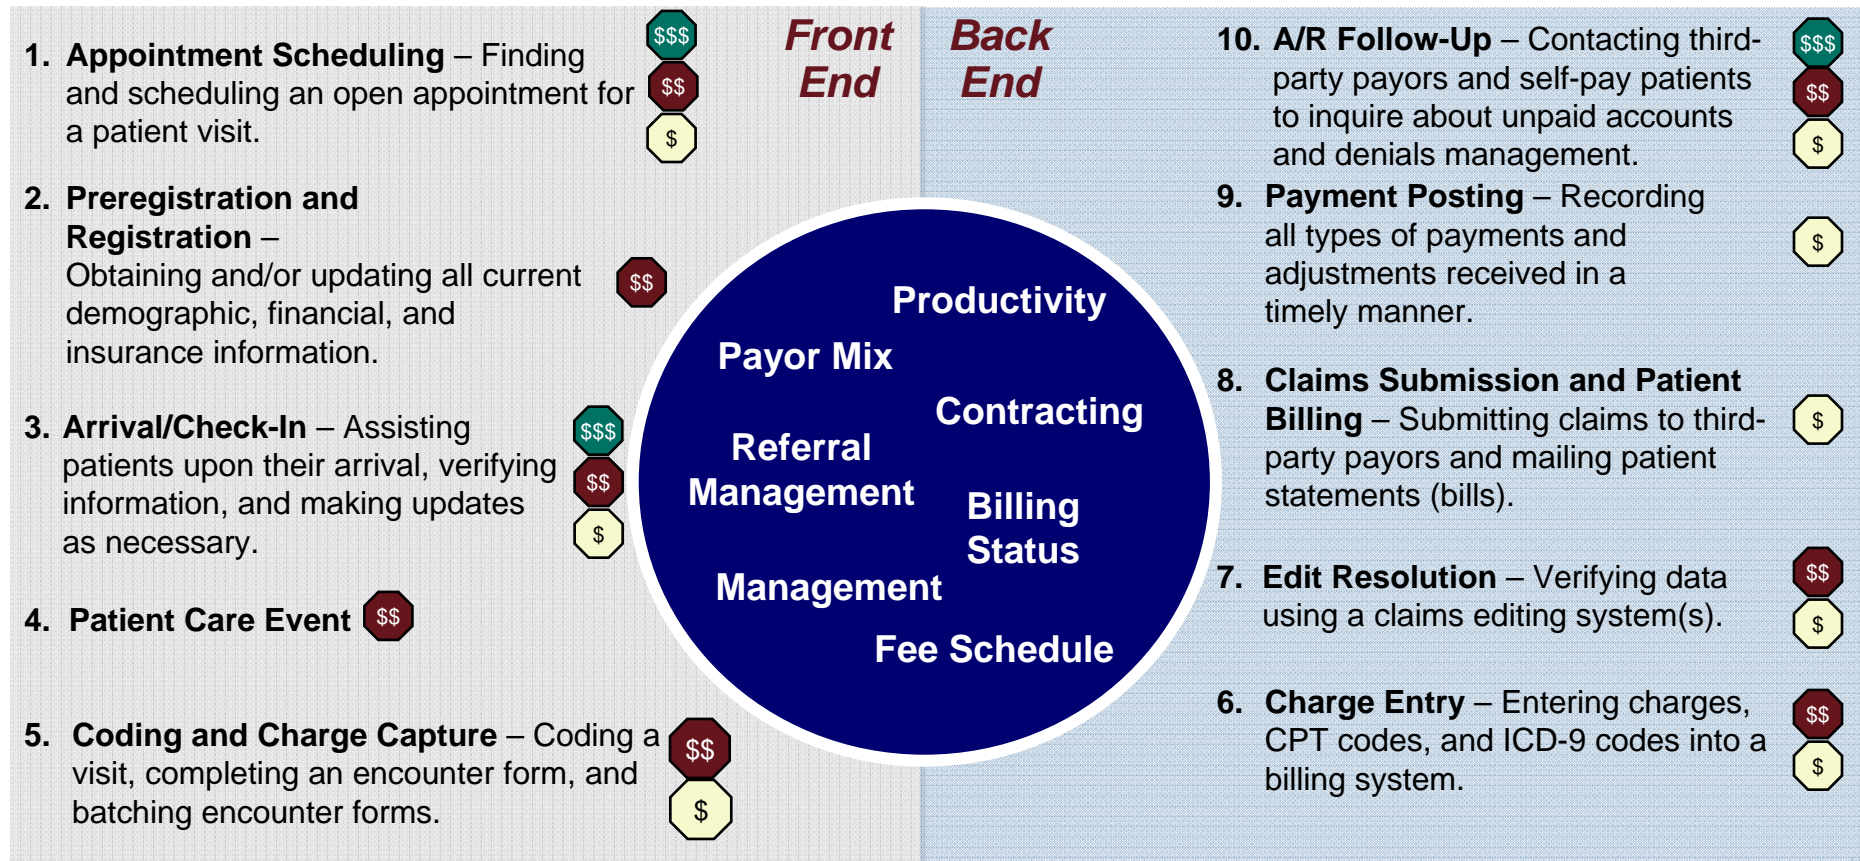 Front
End
Back
End
1. Appointment Scheduling – Finding
and scheduling an open appointment for
a patient visit.
$$$
$$
$
2. Preregistration and
Registration –
Obtaining and/or updating all current
demographic, financial, and
insurance information.
$$
3. Arrival/Check-In – Assisting
patients upon their arrival, verifying
information, and making updates
as necessary.
$$$
$$
$
4. Patient Care Event
$$
5. Coding and Charge Capture – Coding a
visit, completing an encounter form, and
batching encounter forms.
$$
$
Productivity
Payor Mix
Contracting
Referral
Management
Billing
Status
Management
Fee Schedule
10. A/R Follow-Up – Contacting third-
party payors and self-pay patients
to inquire about unpaid accounts
and denials management.
$$$
$$
$
9. Payment Posting – Recording
all types of payments and
adjustments received in a
timely manner.
$
8. Claims Submission and Patient
Billing – Submitting claims to third-
party payors and mailing patient
statements (bills).
$
7. Edit Resolution – Verifying data
using a claims editing system(s).
$$
$
6. Charge Entry – Entering charges,
CPT codes, and ICD-9 codes into a
billing system.
$$
$